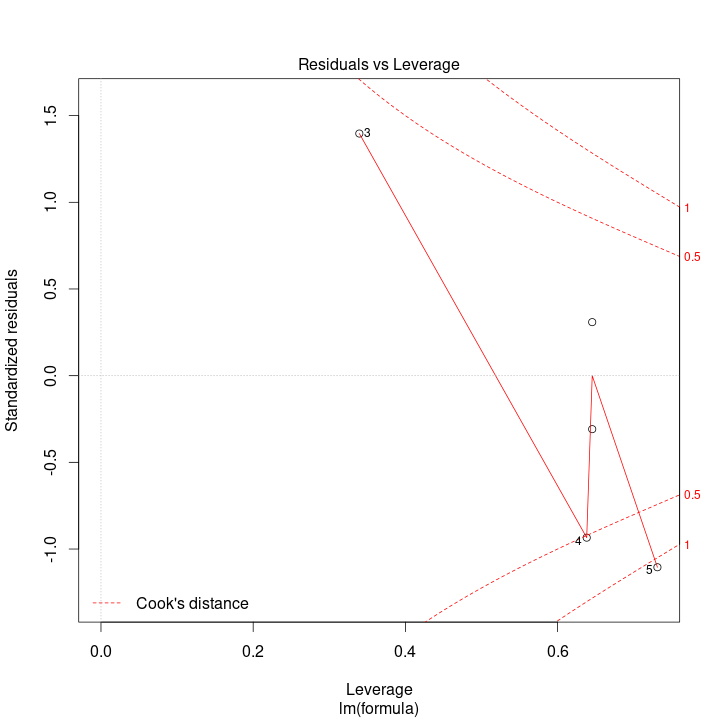 Residuals vs Leverage
Standardized residuals
1.5
1.0
0.5
0.0
-0.5
-1.0
3
4
5
1
0.5
0.5
1
Cook's distance
0.0 0.2 0.4 0.6
Leverage
lm(formula)